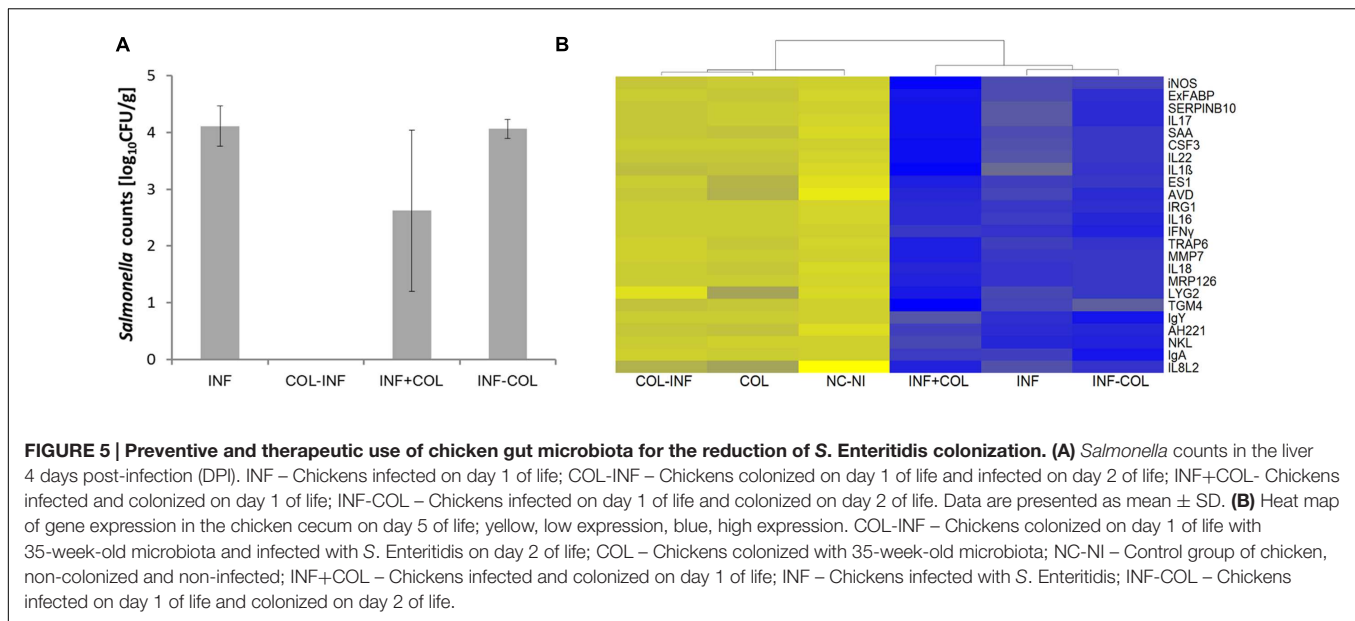 A
B
Salmonella counts [log10CFU/g]
5
4
3
2
1
0
INF
COL-INF
INF+COL
INF-COL
iNOS
ExFABP
SERPINB10
IL17
SAA
CSF3
IL22
IL1ß
ES1
AVD
IRG1
IL16
IFNγ
TRAP6
MMP7
IL18
MRP126
LYG2
TGM4
IgY
AH221
NKL
IgA
IL8L2
COL-INF
COL
NC-NI
INF+COL
INF
INF-COL
FIGURE 5 | Preventive and therapeutic use of chicken gut microbiota for the reduction of S. Enteritidis colonization. (A) Salmonella counts in the liver
4 days post-infection (DPI). INF – Chickens infected on day 1 of life; COL-INF – Chickens colonized on day 1 of life and infected on day 2 of life; INF+COL- Chickens
infected and colonized on day 1 of life; INF-COL – Chickens infected on day 1 of life and colonized on day 2 of life. Data are presented as mean ± SD. (B) Heat map
of gene expression in the chicken cecum on day 5 of life; yellow, low expression, blue, high expression. COL-INF – Chickens colonized on day 1 of life with
35-week-old microbiota and infected with S. Enteritidis on day 2 of life; COL – Chickens colonized with 35-week-old microbiota; NC-NI – Control group of chicken,
non-colonized and non-infected; INF+COL – Chickens infected and colonized on day 1 of life; INF – Chickens infected with S. Enteritidis; INF-COL – Chickens
infected on day 1 of life and colonized on day 2 of life.